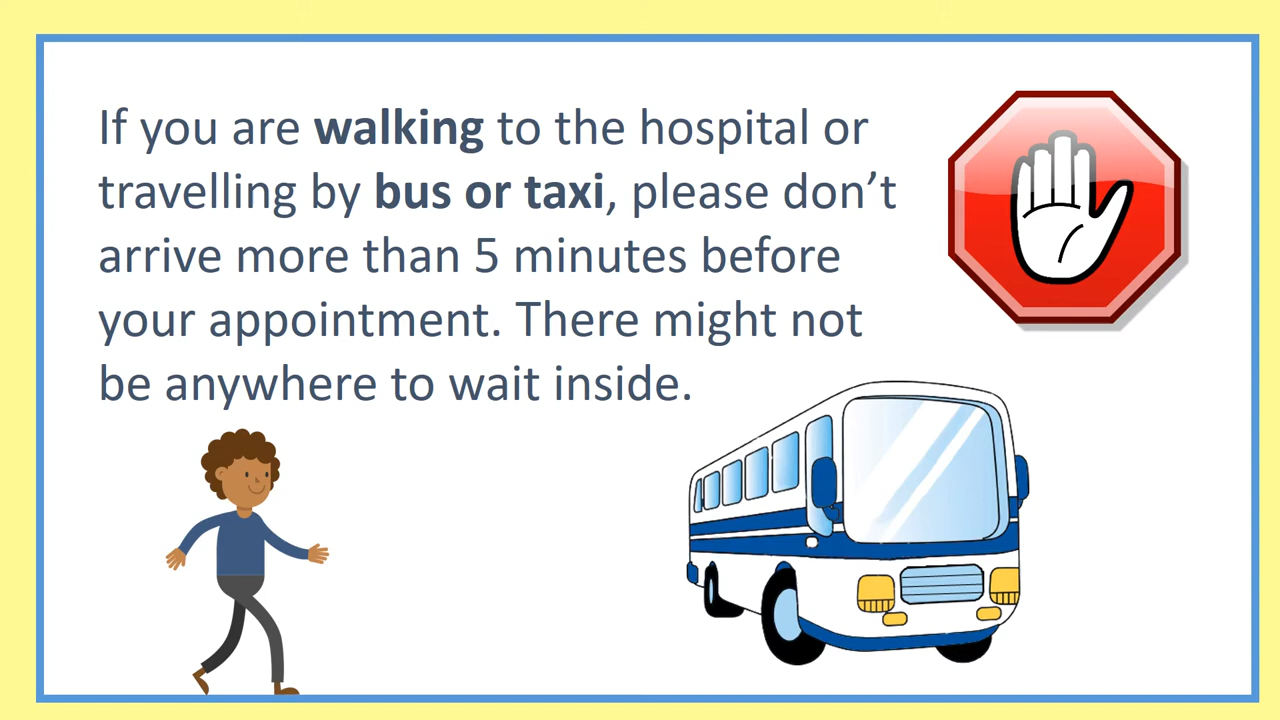 If you are walking to the hospital or
travelling by bus or taxi, please don’t
arrive more than 5 minutes before
your appointment. There might not
be anywhere to wait inside.